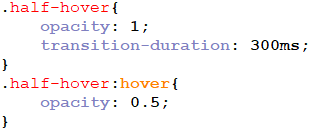 .half-hover{
    opacity: 1;
    transition-duration: 300ms;
}
.half-hover:hover{
    opacity: 0.5;
}